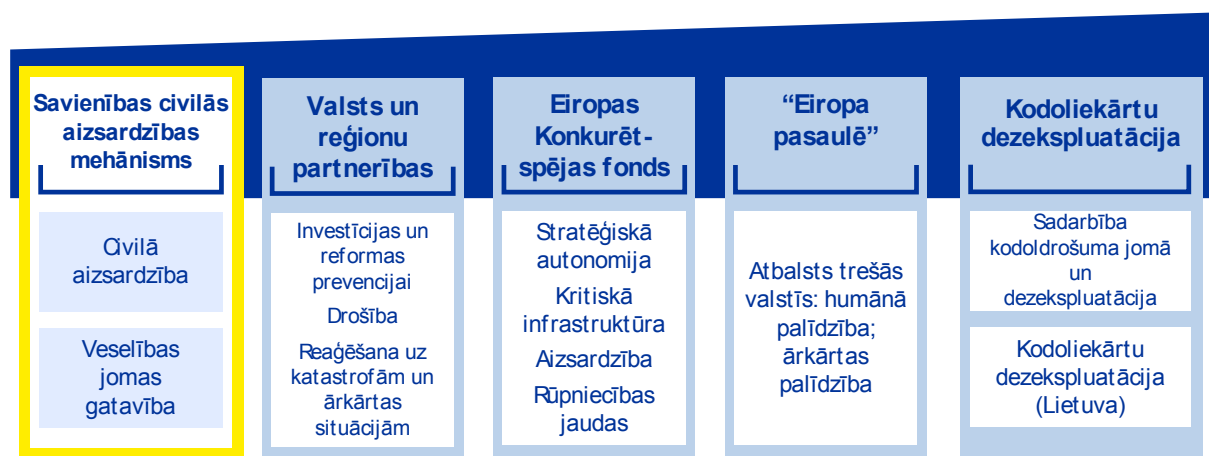 Savienības civilās
aizsardzības
mehānisms
Civilā
aizsardzība
Veselības
jomas
gatavība
Valsts un
reģionu
partnerības
Investīcijas un
reformas
prevencijai
Drošība
Reaģēšana uz
katastrofām un
ārkārtas
situācijām
Eiropas
Konkurēt-
spējas fonds
Stratēģiskā
autonomija
Kritiskā
infrastruktūra
Aizsardzība
Rūpniecības
jaudas
“Eiropa
pasaulē”
Atbalsts trešās
valstīs: humānā
palīdzība;
ārkārtas
palīdzība
Kodoliekārtu
dezekspluatācija
Sadarbība
kodoldrošuma jomā
un
dezekspluatācija
Kodoliekārtu
dezekspluatācija
(Lietuva)